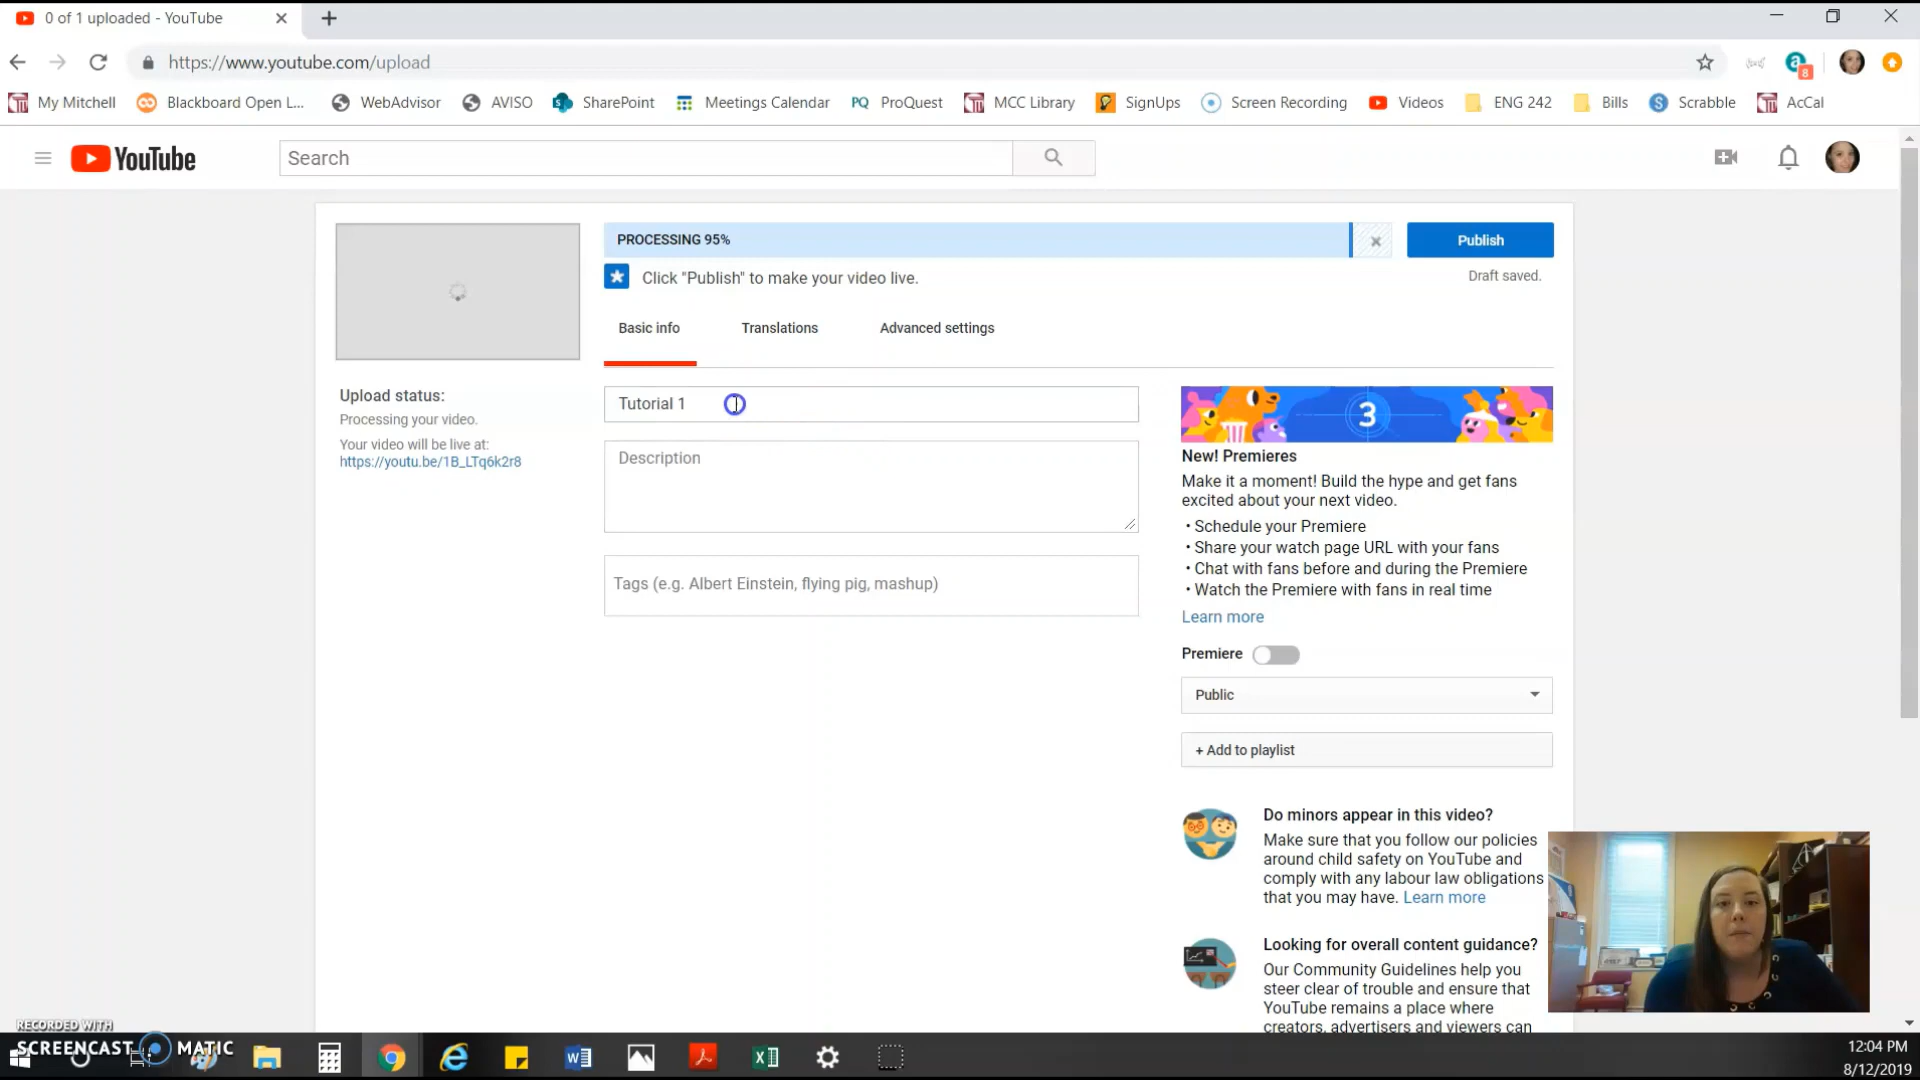 0 of 1 uploaded - YouTube
https://www.youtube.com/upload
8
My Mitchell
Blackboard Open L...
WebAdvisor
AVISO
SharePoint
Meetings Calendar
PQ ProQuest
MCC Library
SignUps
Screen Recording
Videos
ENG 242
Bills
Scrabble
AcCal
YouTube
Search
PROCESSING 95%
Publish
Click "Publish" to make your video live.
Draft saved.
Basic info
Translations
Advanced settings
Upload status:
Processing your video.
Your video will be live at:
https://youtu.be/1B_LTq6k2r8
Tutorial 1
Description
Tags (e.g. Albert Einstein, flying pig, mashup)
3
New! Premieres
Make it a moment! Build the hype and get fans
excited about your next video.
• Schedule your Premiere
• Share your watch page URL with your fans
• Chat with fans before and during the Premiere
• Watch the Premiere with fans in real time
Learn more
Premiere
Public
+ Add to playlist
Do minors appear in this video?
Make sure that you follow our policies
around child safety on YouTube and
comply with any labour law obligations
that you may have. Learn more
Looking for overall content guidance?
Our Community Guidelines help you
steer clear of trouble and ensure that
YouTube remains a place where
creators, advertisers and viewers can
RECORDED WITH
SCREENCAST MATIC
12:04 PM
8/12/2019